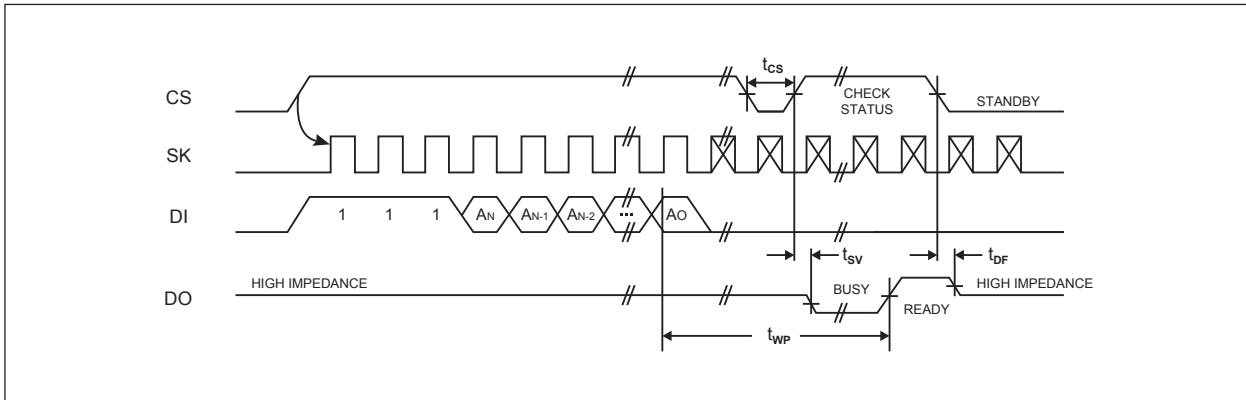 CS
tCS
CHECK
STATUS
STANDBY
SK
DI
1 1 1 AN AN-1 AN-2 ... AO
tSV
tDF
DO
HIGH IMPEDANCE
BUSY
READY
HIGH IMPEDANCE
tWP